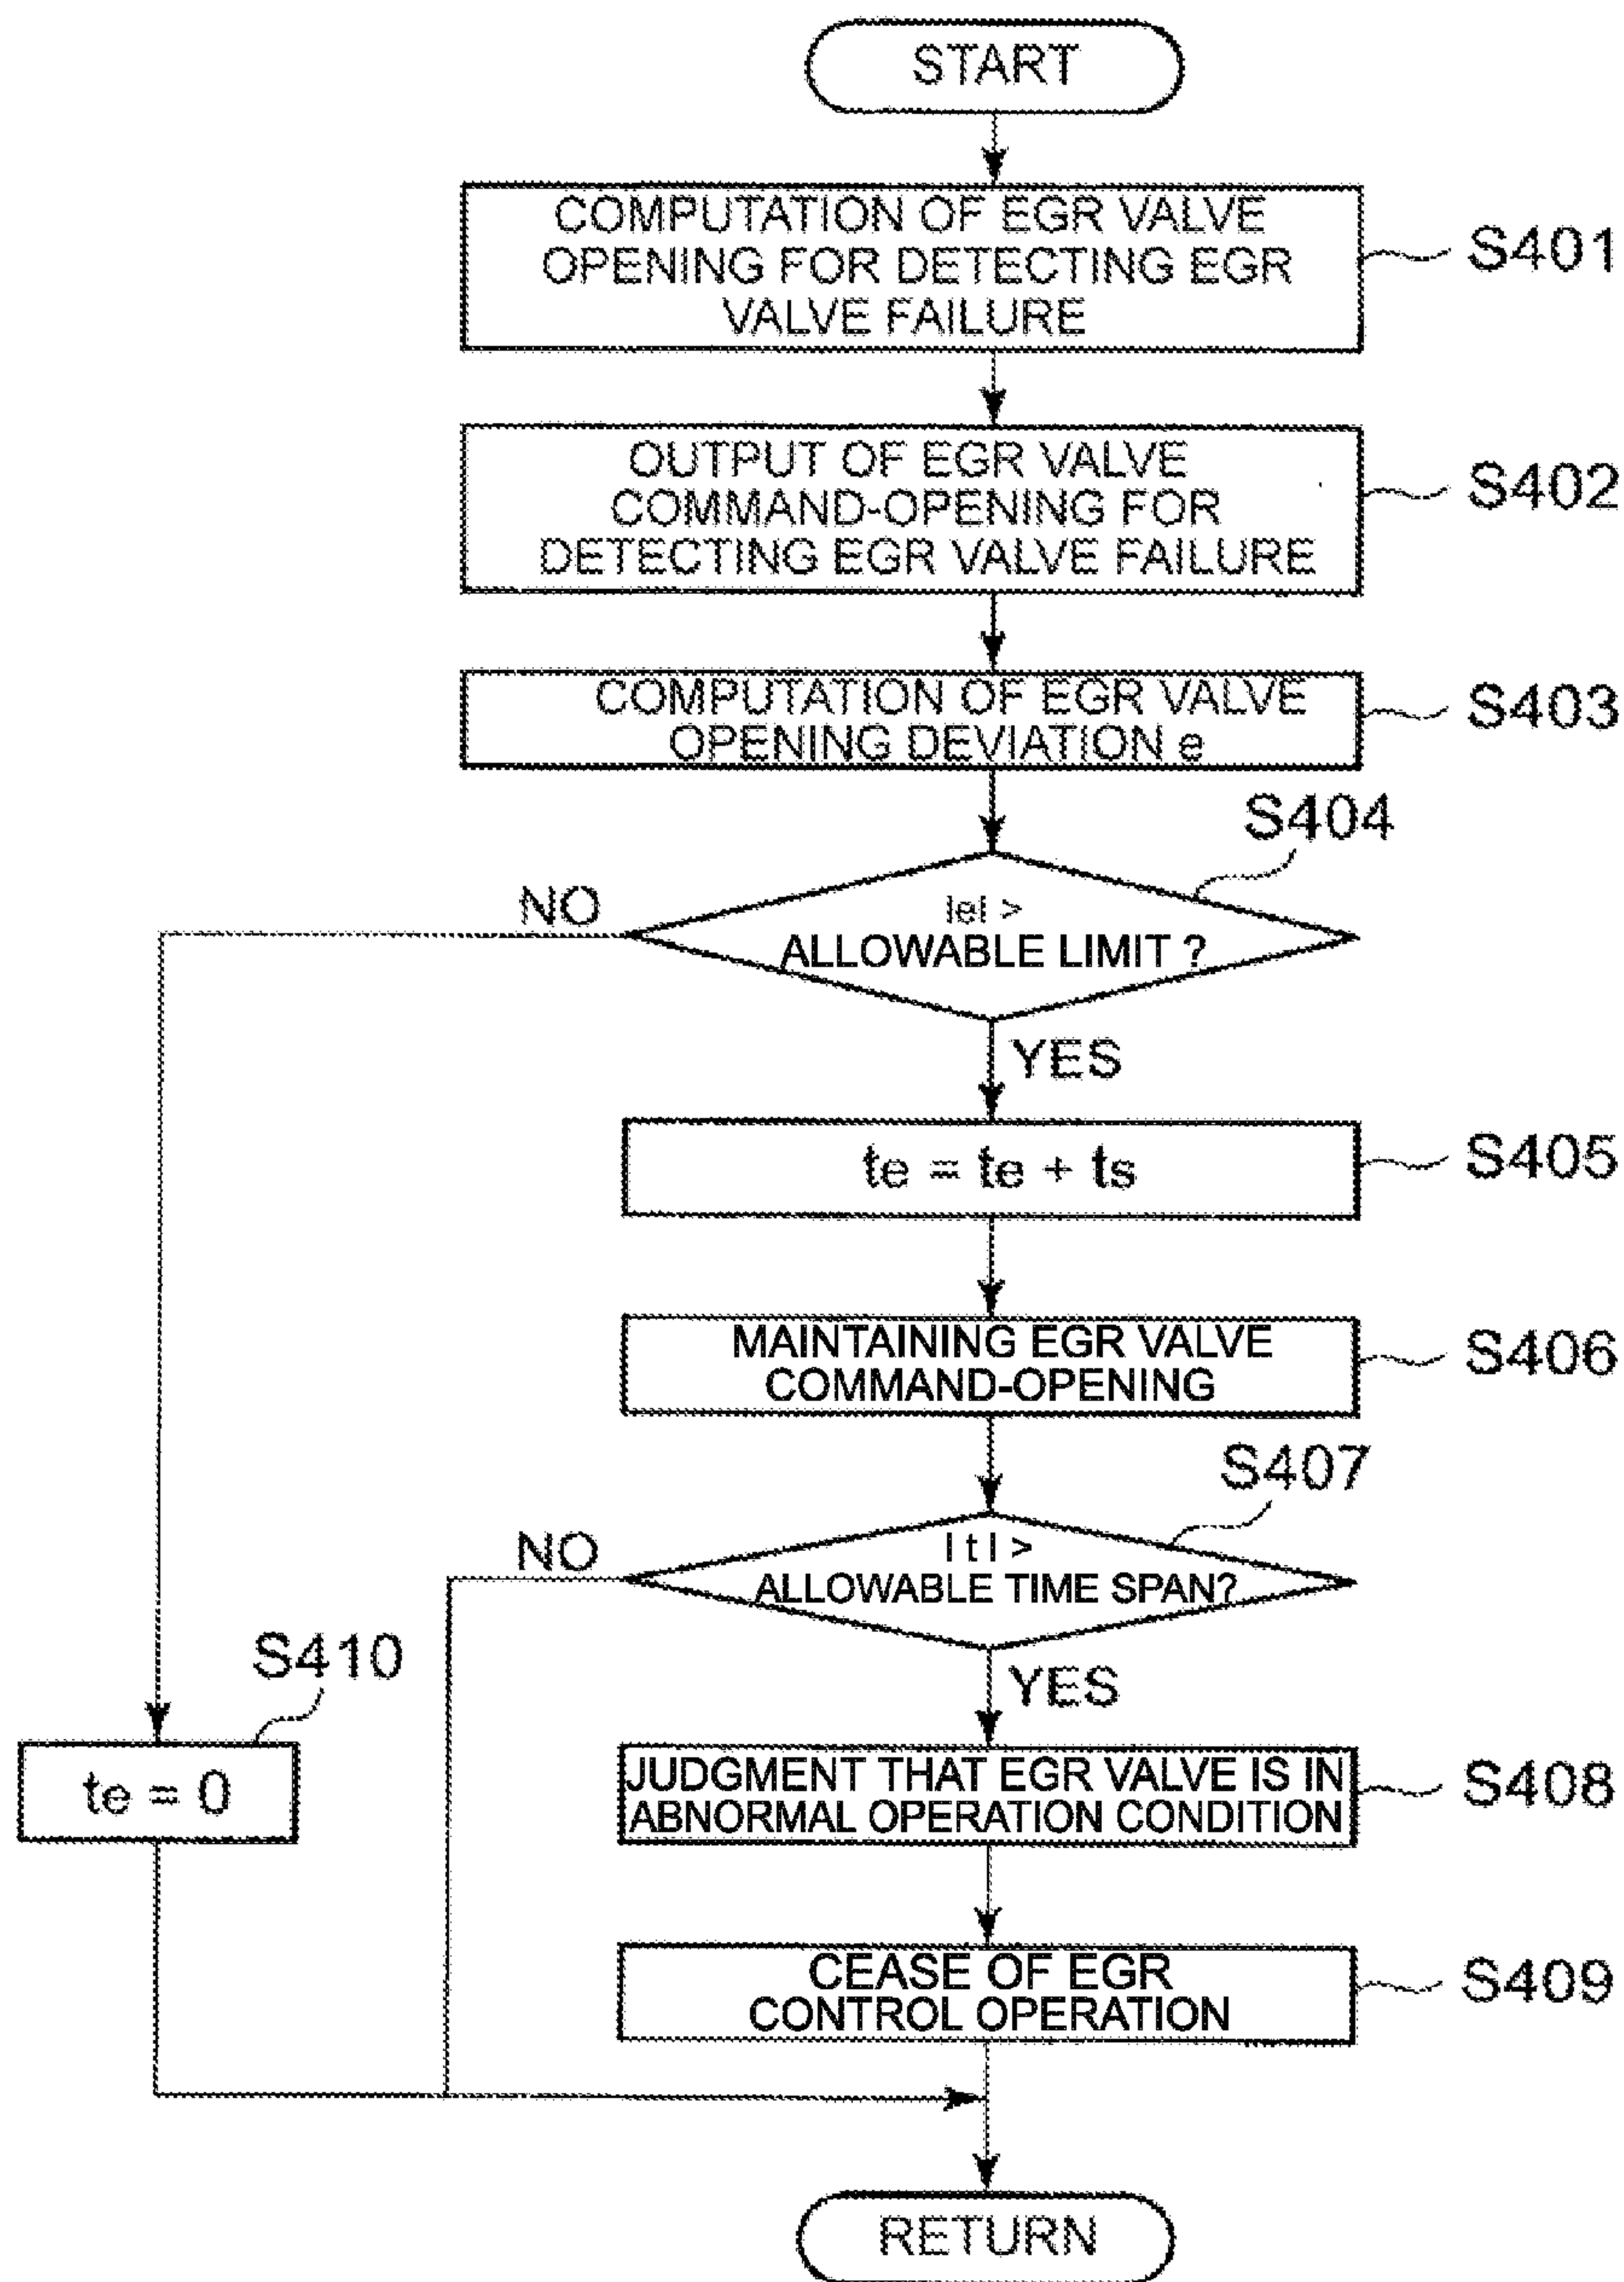 START
COMPUTATION OF EGR VALVE
OPENING FOR DETECTING EGR
VALVE FAILURE
S401
OUTPUT OF EGR VALVE
COMMAND-OPENING FOR
DETECTING EGR VALVE FAILURE
S402
COMPUTATION OF EGR VALVE
OPENING DEVIATION e
S403
S404
|e| >
ALLOWABLE LIMIT ?
NO
YES
te = te + ts
S405
MAINTAINING EGR VALVE
COMMAND-OPENING
S406
S407
| t | >
ALLOWABLE TIME SPAN?
NO
YES
S410
te = 0
JUDGMENT THAT EGR VALVE IS IN
ABNORMAL OPERATION CONDITION
S408
CEASE OF EGR
CONTROL OPERATION
S409
RETURN